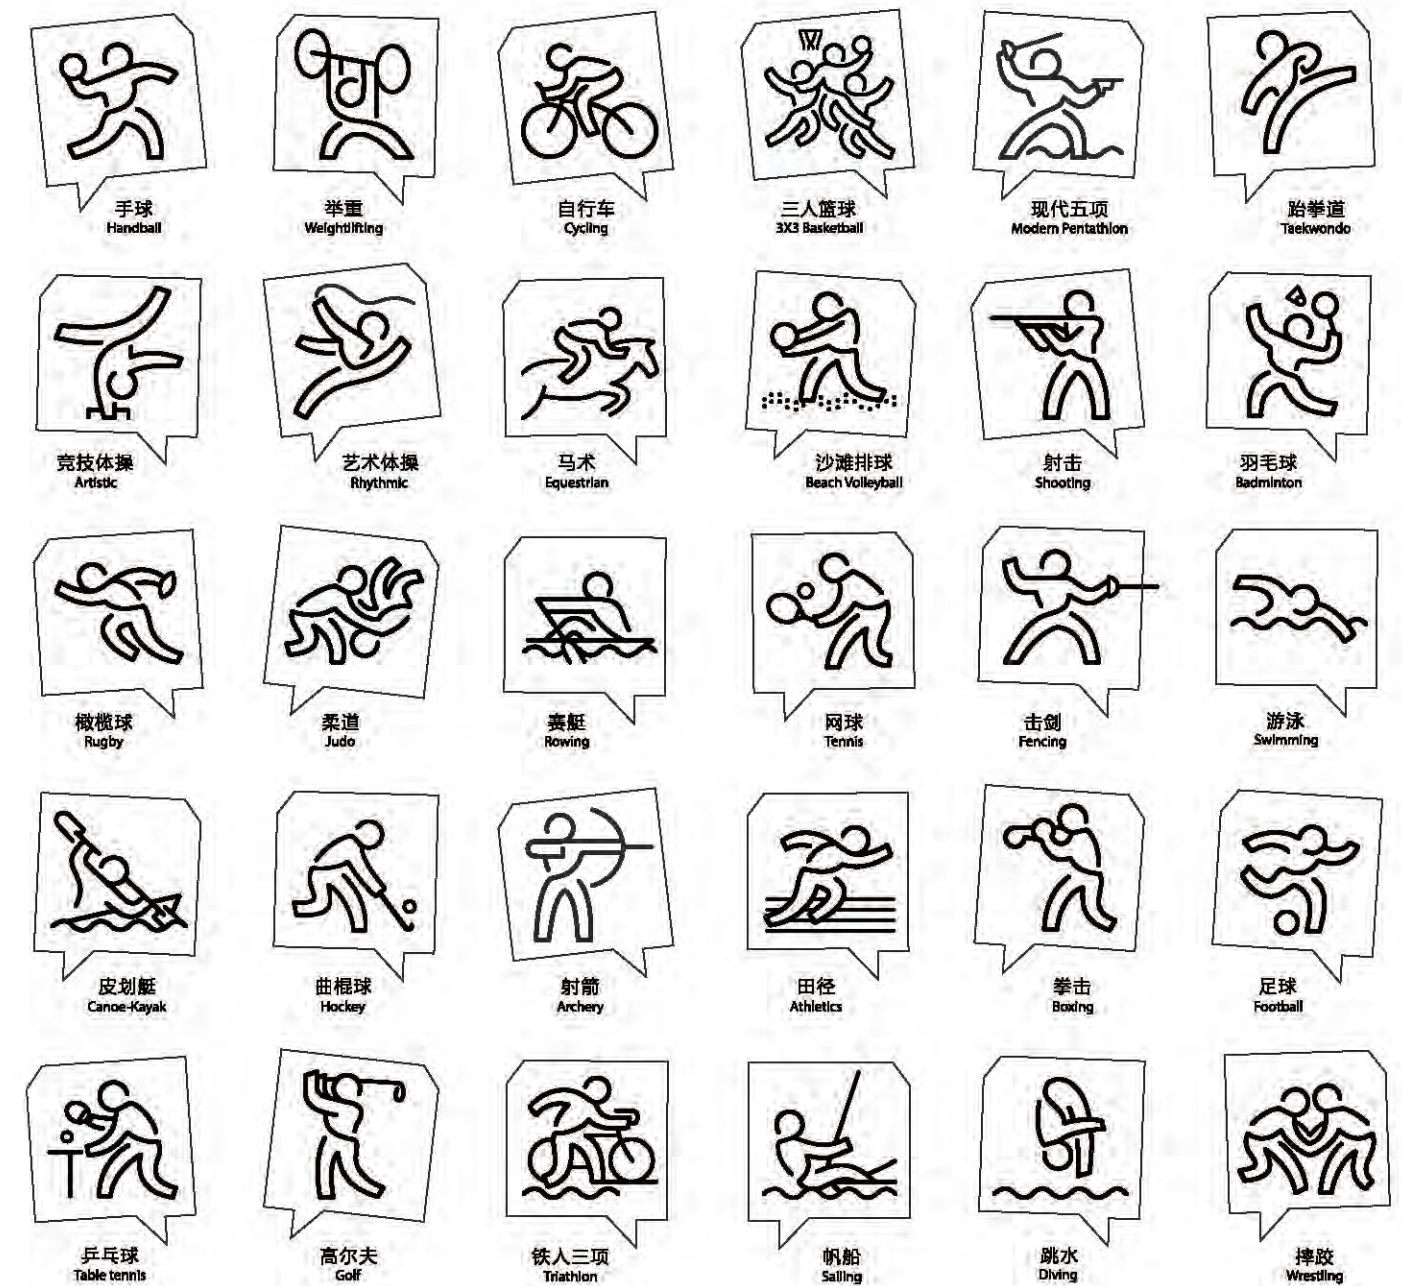 手球
Handball
举重
Weightlifting
自行车
Cycling
三人篮球
3X3 Basketball
现代五项
Modern Pentathlon
跆拳道
Taekwondo
竞技体操
Artistic
艺术体操
Rhythmic
马术
Equestrian
沙滩排球
Beach Volleyball
射击
Shooting
羽毛球
Badminton
橄榄球
Rugby
柔道
Judo
赛艇
Rowing
网球
Tennis
击剑
Fencing
游泳
Swimming
皮划艇
Canoe-Kayak
曲棍球
Hockey
射箭
Archery
田径
Athletics
拳击
Boxing
足球
Football
乒乓球
Table tennis
高尔夫
Golf
铁人三项
Triathlon
帆船
Sailing
跳水
Diving
摔跤
Wrestling